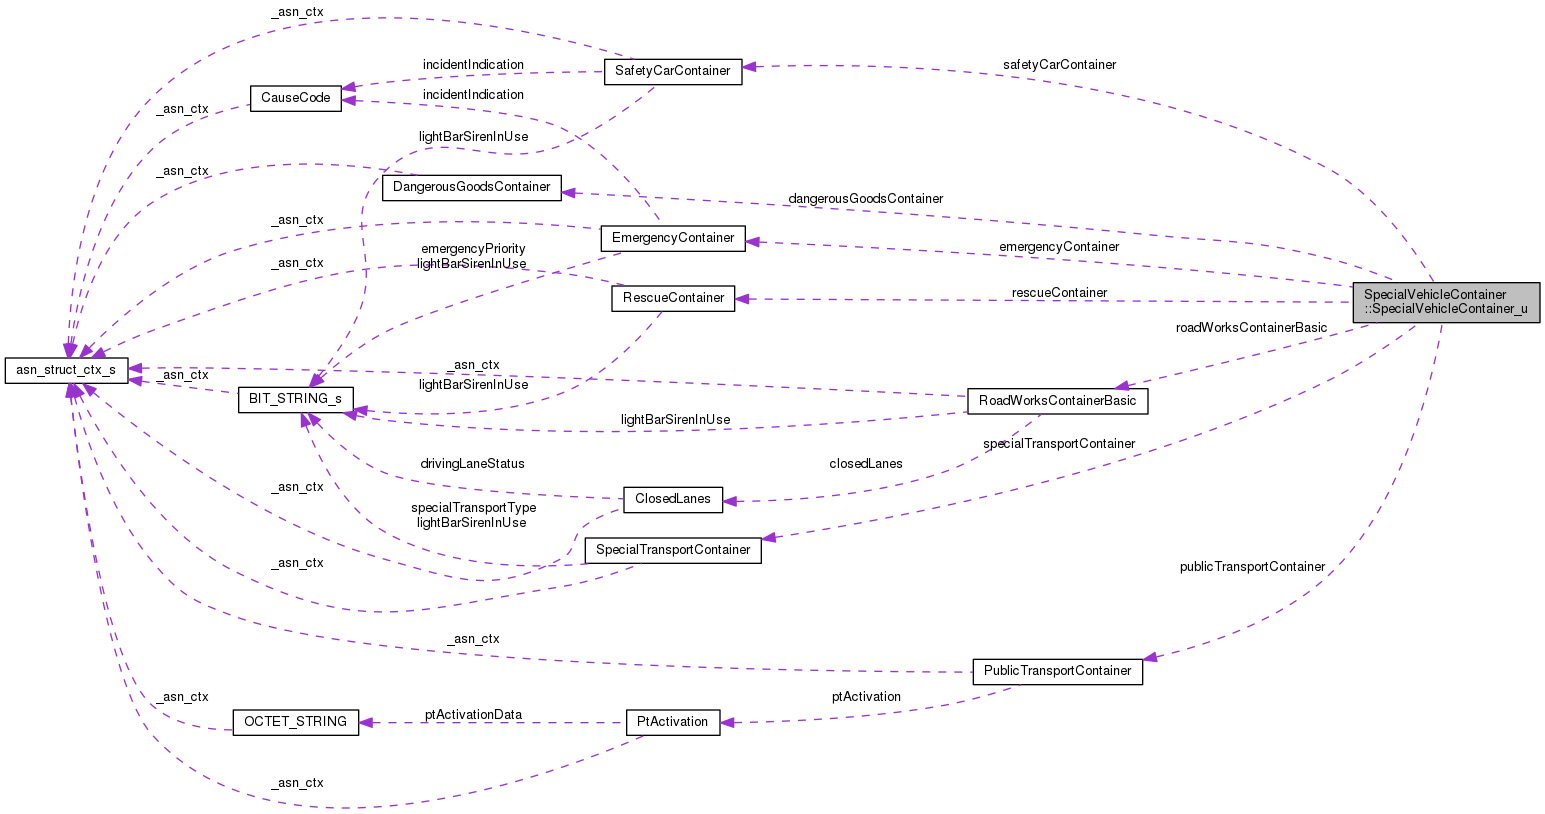 _asn_ctx
safetyCarContainer
incidentIndication
SafetyCarContainer
CauseCode
incidentIndication
_asn_ctx
lightBarSirenInUse
_asn_ctx
DangerousGoodsContainer
dangerousGoodsContainer
_asn_ctx
EmergencyContainer
emergencyContainer
emergencyPriority
lightBarSirenInUse
_asn_ctx
RescueContainer
rescueContainer
SpecialVehicleContainer
::SpecialVehicleContainer_u
roadWorksContainerBasic
asn_struct_ctx_s
_asn_ctx
_asn_ctx
lightBarSirenInUse
BIT_STRING_s
RoadWorksContainerBasic
lightBarSirenInUse
specialTransportContainer
drivingLaneStatus
closedLanes
_asn_ctx
ClosedLanes
specialTransportType
lightBarSirenInUse
SpecialTransportContainer
_asn_ctx
publicTransportContainer
_asn_ctx
PublicTransportContainer
_asn_ctx
ptActivation
ptActivationData
OCTET_STRING
PtActivation
_asn_ctx